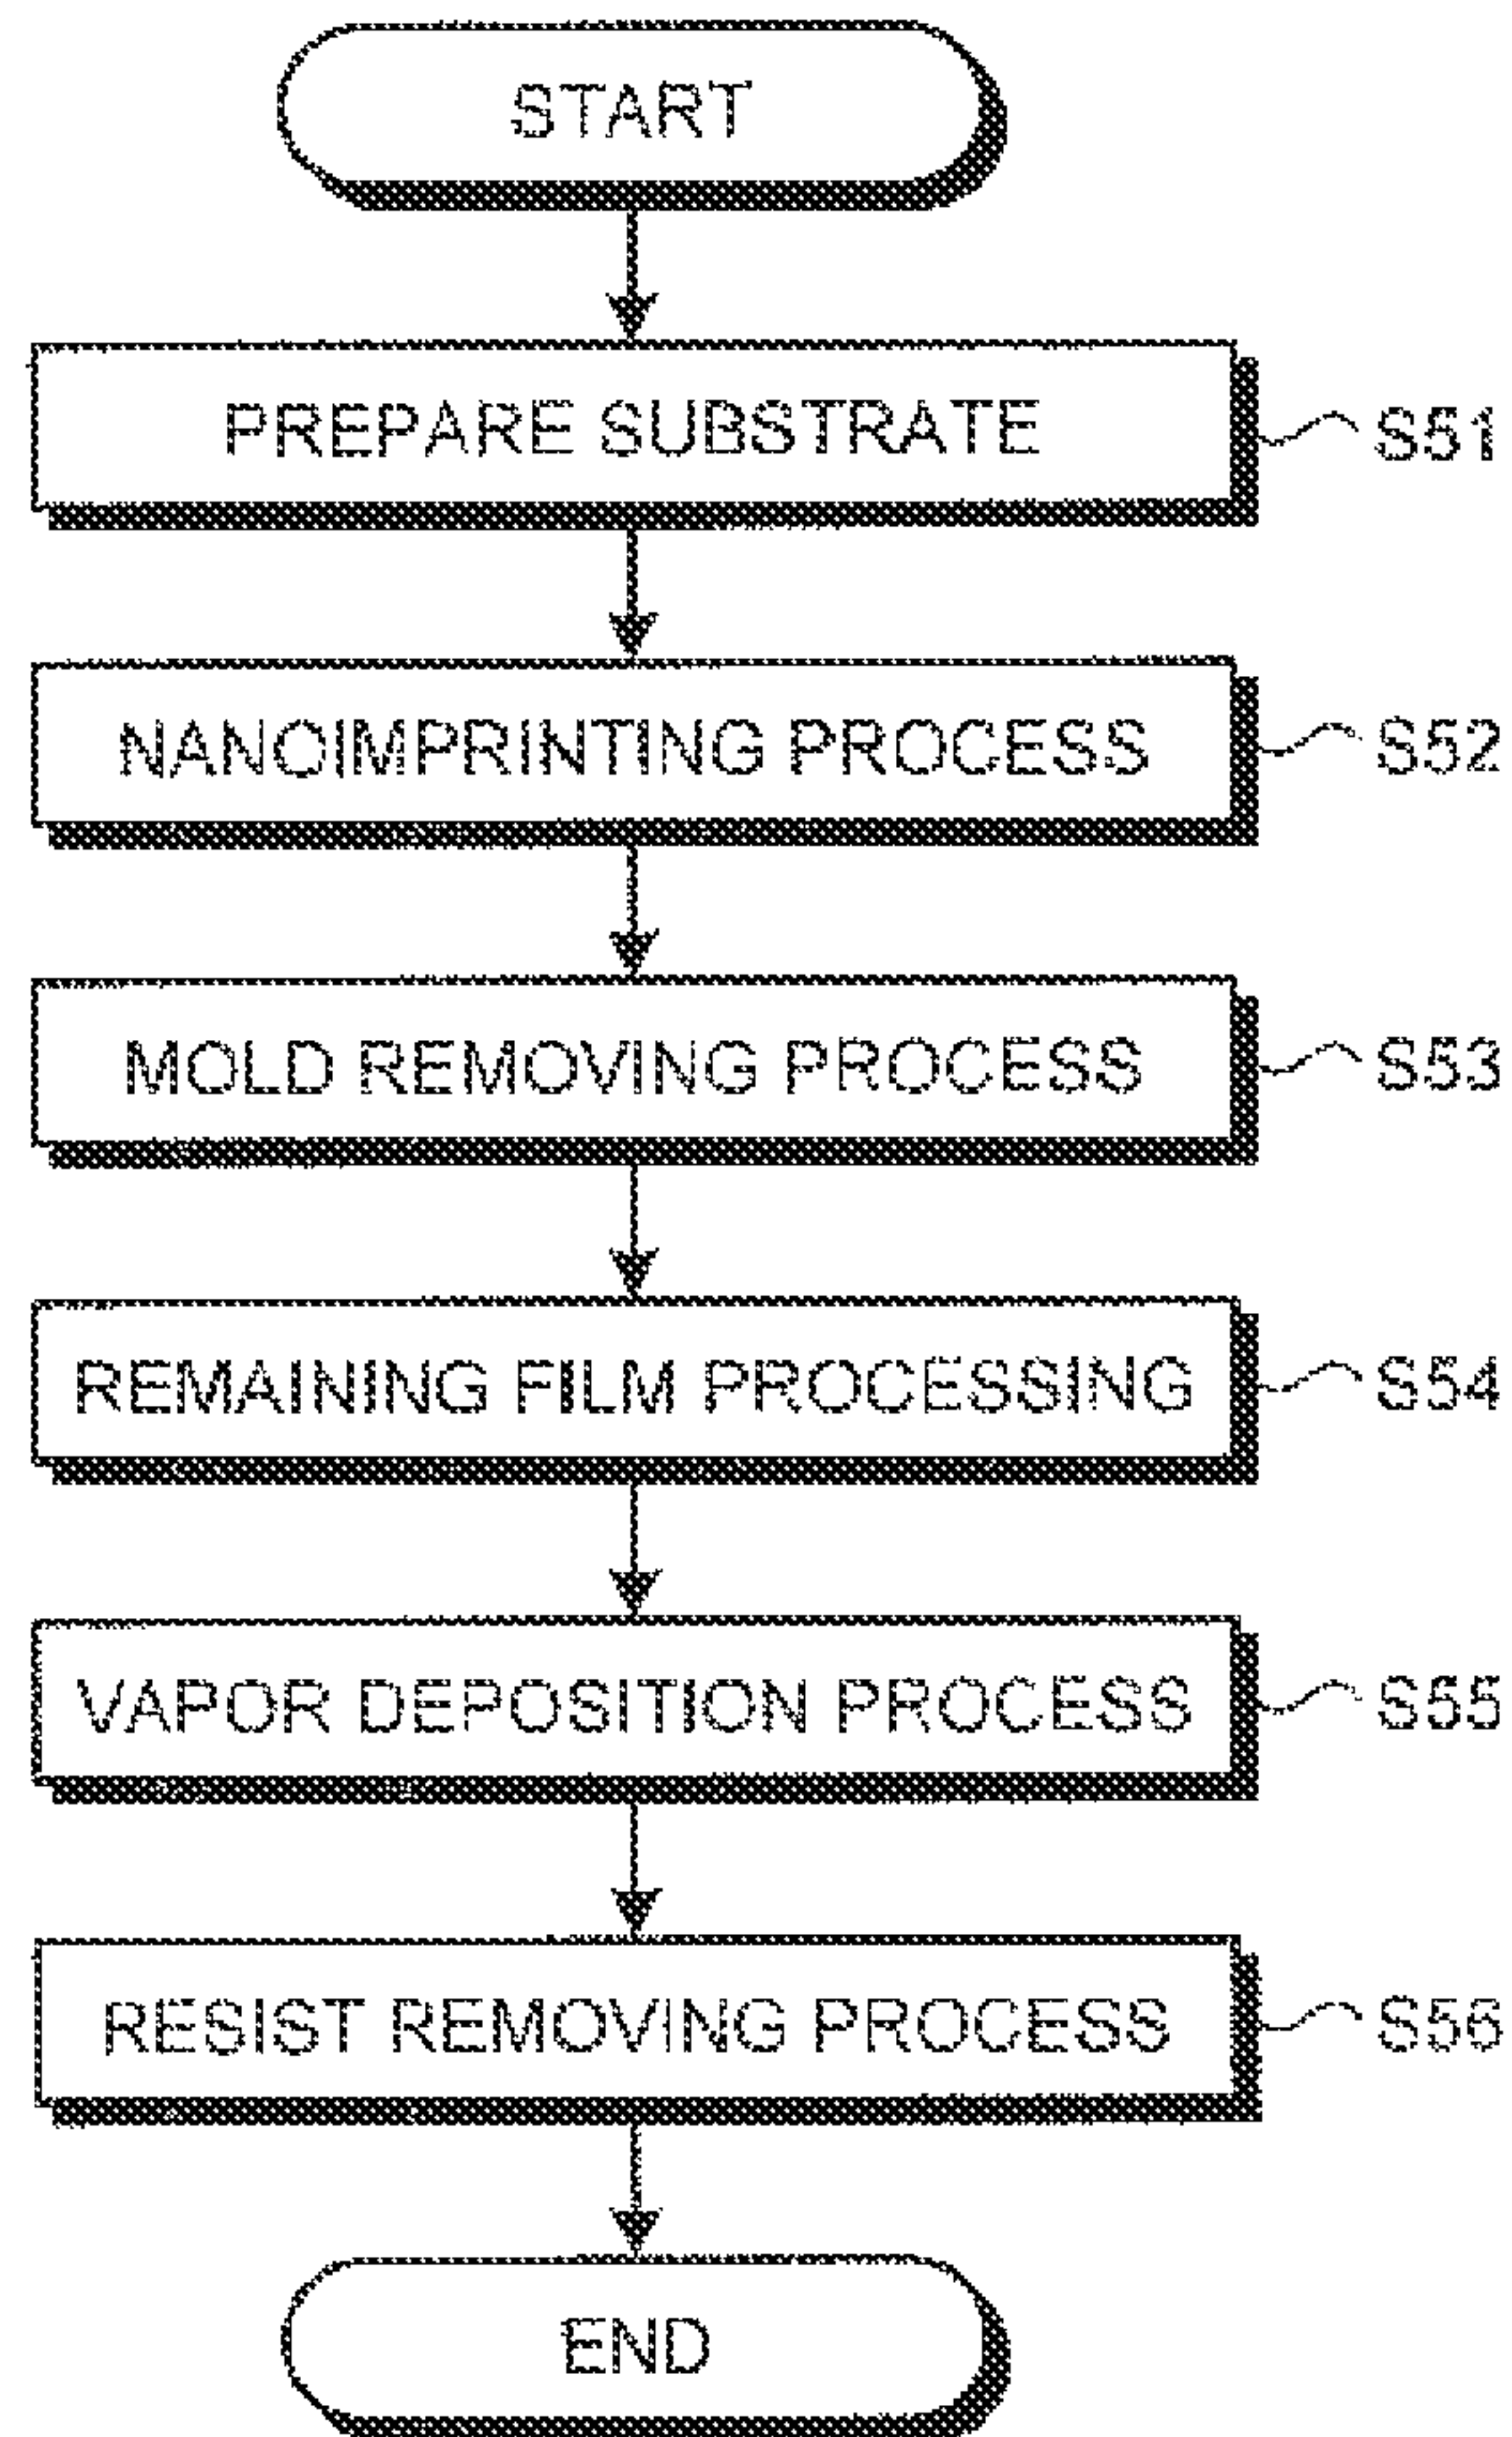 START
PREPARE SUBSTRATE S51
NANOIMPRINTING PROCESS S52
MOLD REMOVING PROCESS S53
REMAINING FILM PROCESSING S54
VAPOR DEPOSITION PROCESS S55
RESIST REMOVING PROCESS S56
END